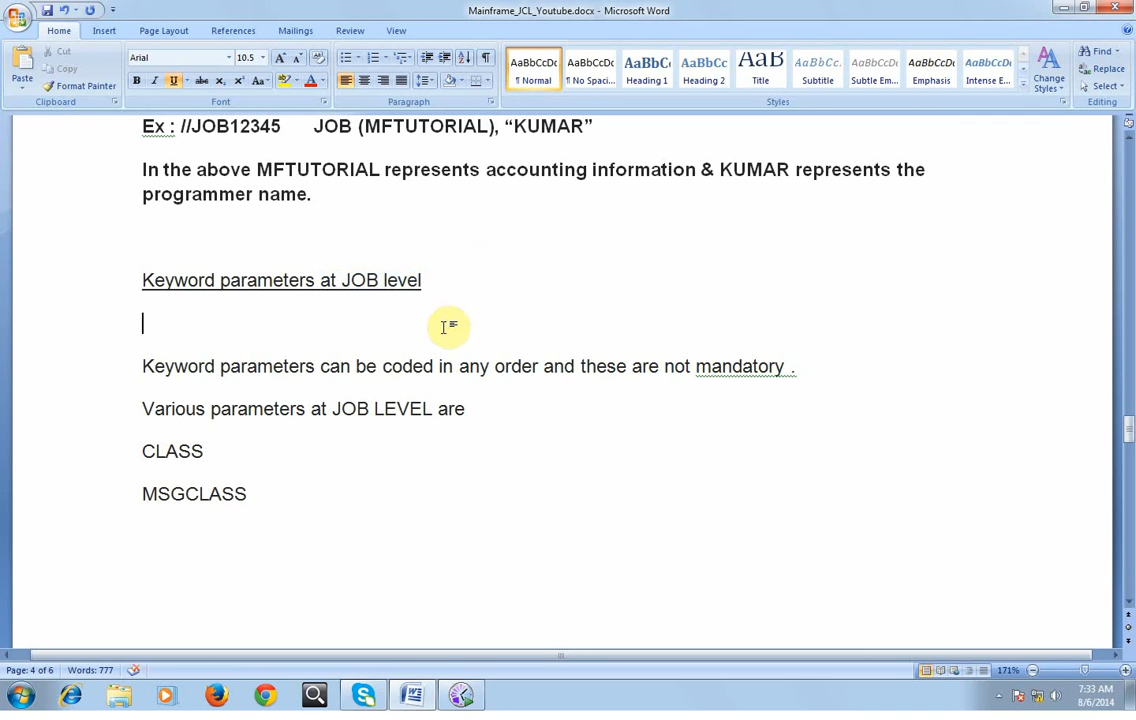 Mainframe_JCL_Youtube.docx - Microsoft Word
Home Insert Page Layout References Mailings Review View
Paste
Cut
Copy
Format Painter
Clipboard
Arial 10.5
Font
Paragraph
AaBbCcDc AaBbCcDc AaBbCc AaBbCc AaB AaBbCc. AaBbCcDc AaBbCcDc AaBbCcDc
¶ Normal ¶ No Spaci... Heading 1 Heading 2 Title Subtitle Subtle Em... Emphasis Intense E...
Change Styles
Styles
Find
Replace
Select
Editing
Ex : //JOB12345 JOB (MFTUTORIAL), “KUMAR”
In the above MFTUTORIAL represents accounting information & KUMAR represents the
programmer name.
Keyword parameters at JOB level
Keyword parameters can be coded in any order and these are not mandatory .
Various parameters at JOB LEVEL are
CLASS
MSGCLASS
Page: 4 of 6 Words: 777
171%
7:33 AM
8/6/2014